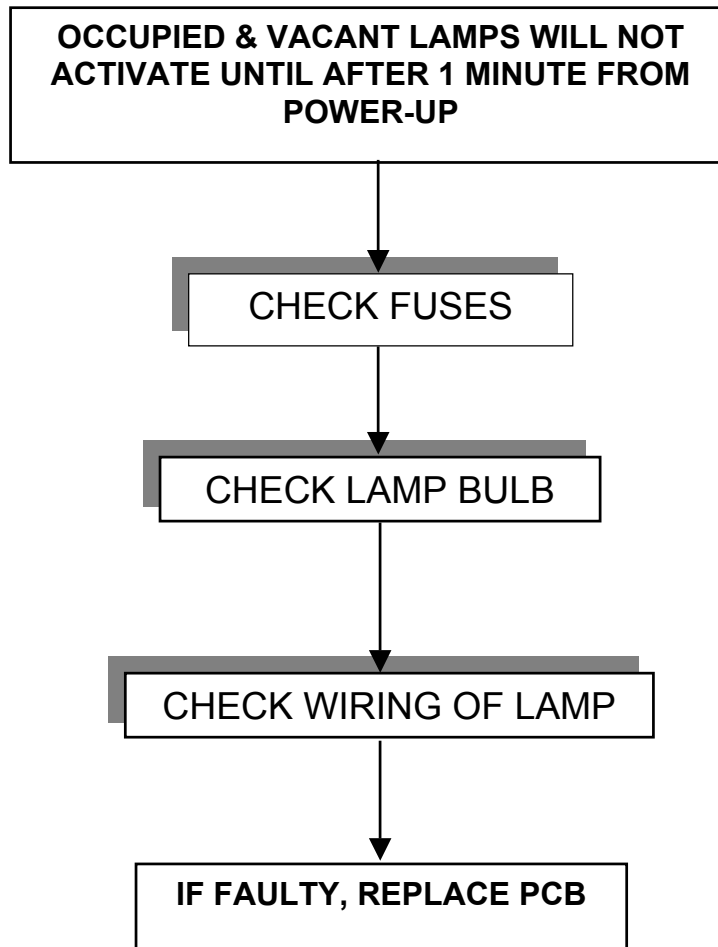 OCCUPIED & VACANT LAMPS WILL NOT
ACTIVATE UNTIL AFTER 1 MINUTE FROM
POWER-UP
CHECK FUSES
CHECK LAMP BULB
CHECK WIRING OF LAMP
IF FAULTY, REPLACE PCB